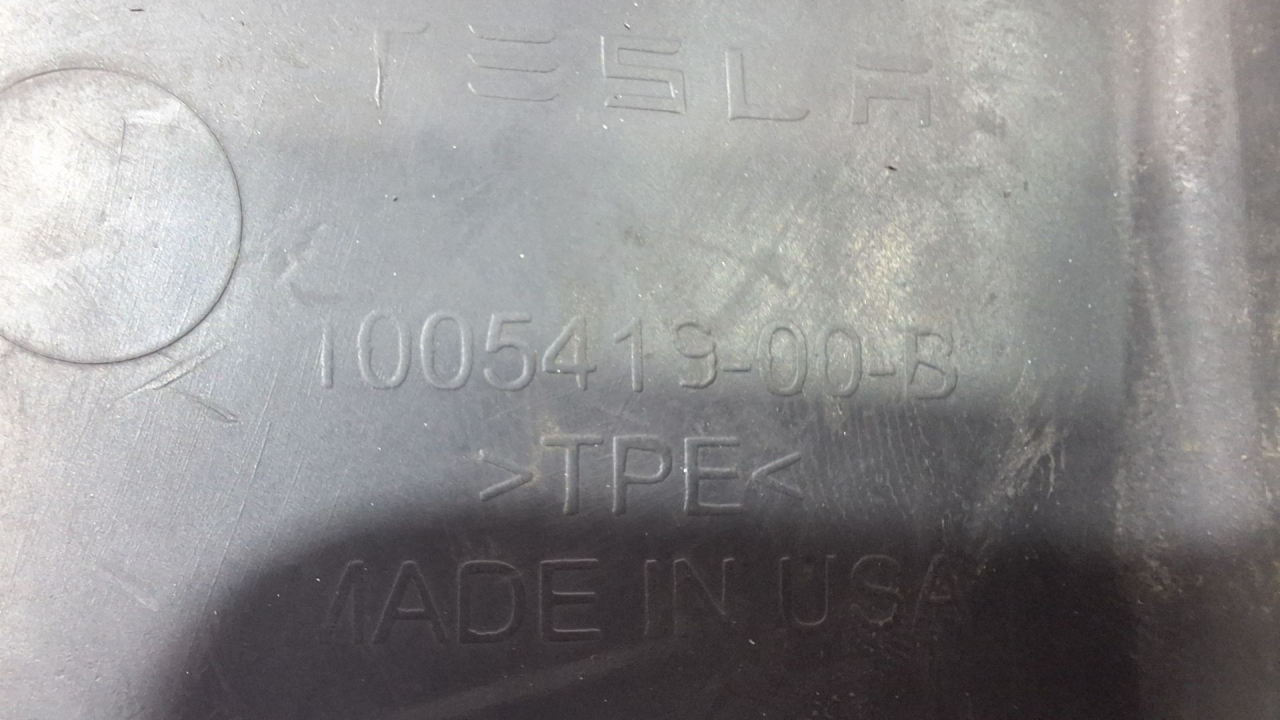 TESLA
1005419-00-B
>TPE<
MADE IN USA